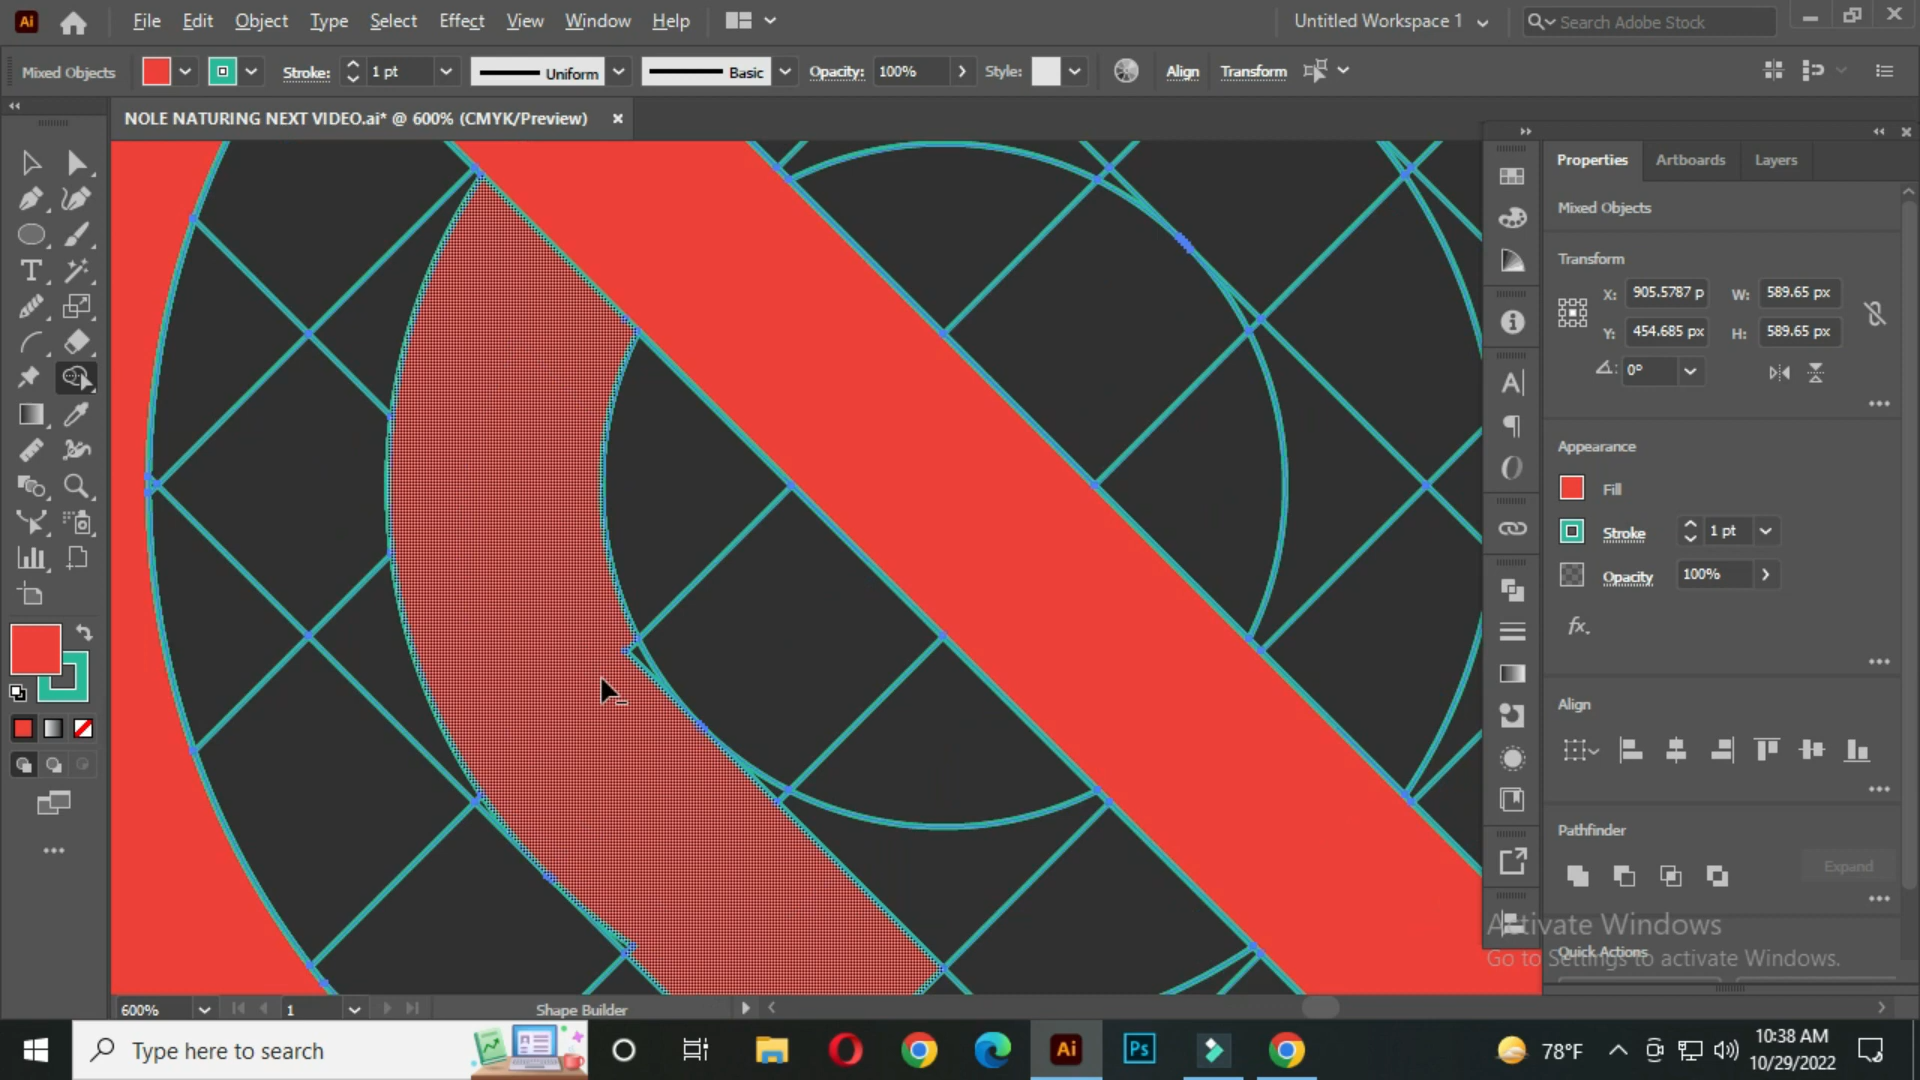 Ai File Edit Object Type Select Effect View Window Help Untitled Workspace 1 Search Adobe Stock
Mixed Objects Stroke: 1 pt Uniform Basic Opacity: 100% Style: Align Transform
NOLE NATURING NEXT VIDEO.ai* @ 600% (CMYK/Preview) ×
Properties Artboards Layers
Mixed Objects
Transform
X: 905.5787 p W: 589.65 px
Y: 454.685 px H: 589.65 px
0°
Appearance
Fill
Stroke 1 pt
Opacity 100%
fx.
Align
Pathfinder
Expand
Activate Windows
Quick Actions
Go to Settings to activate Windows.
600% 1 Shape Builder
Type here to search Ai Ps 78°F 10:38 AM
10/29/2022